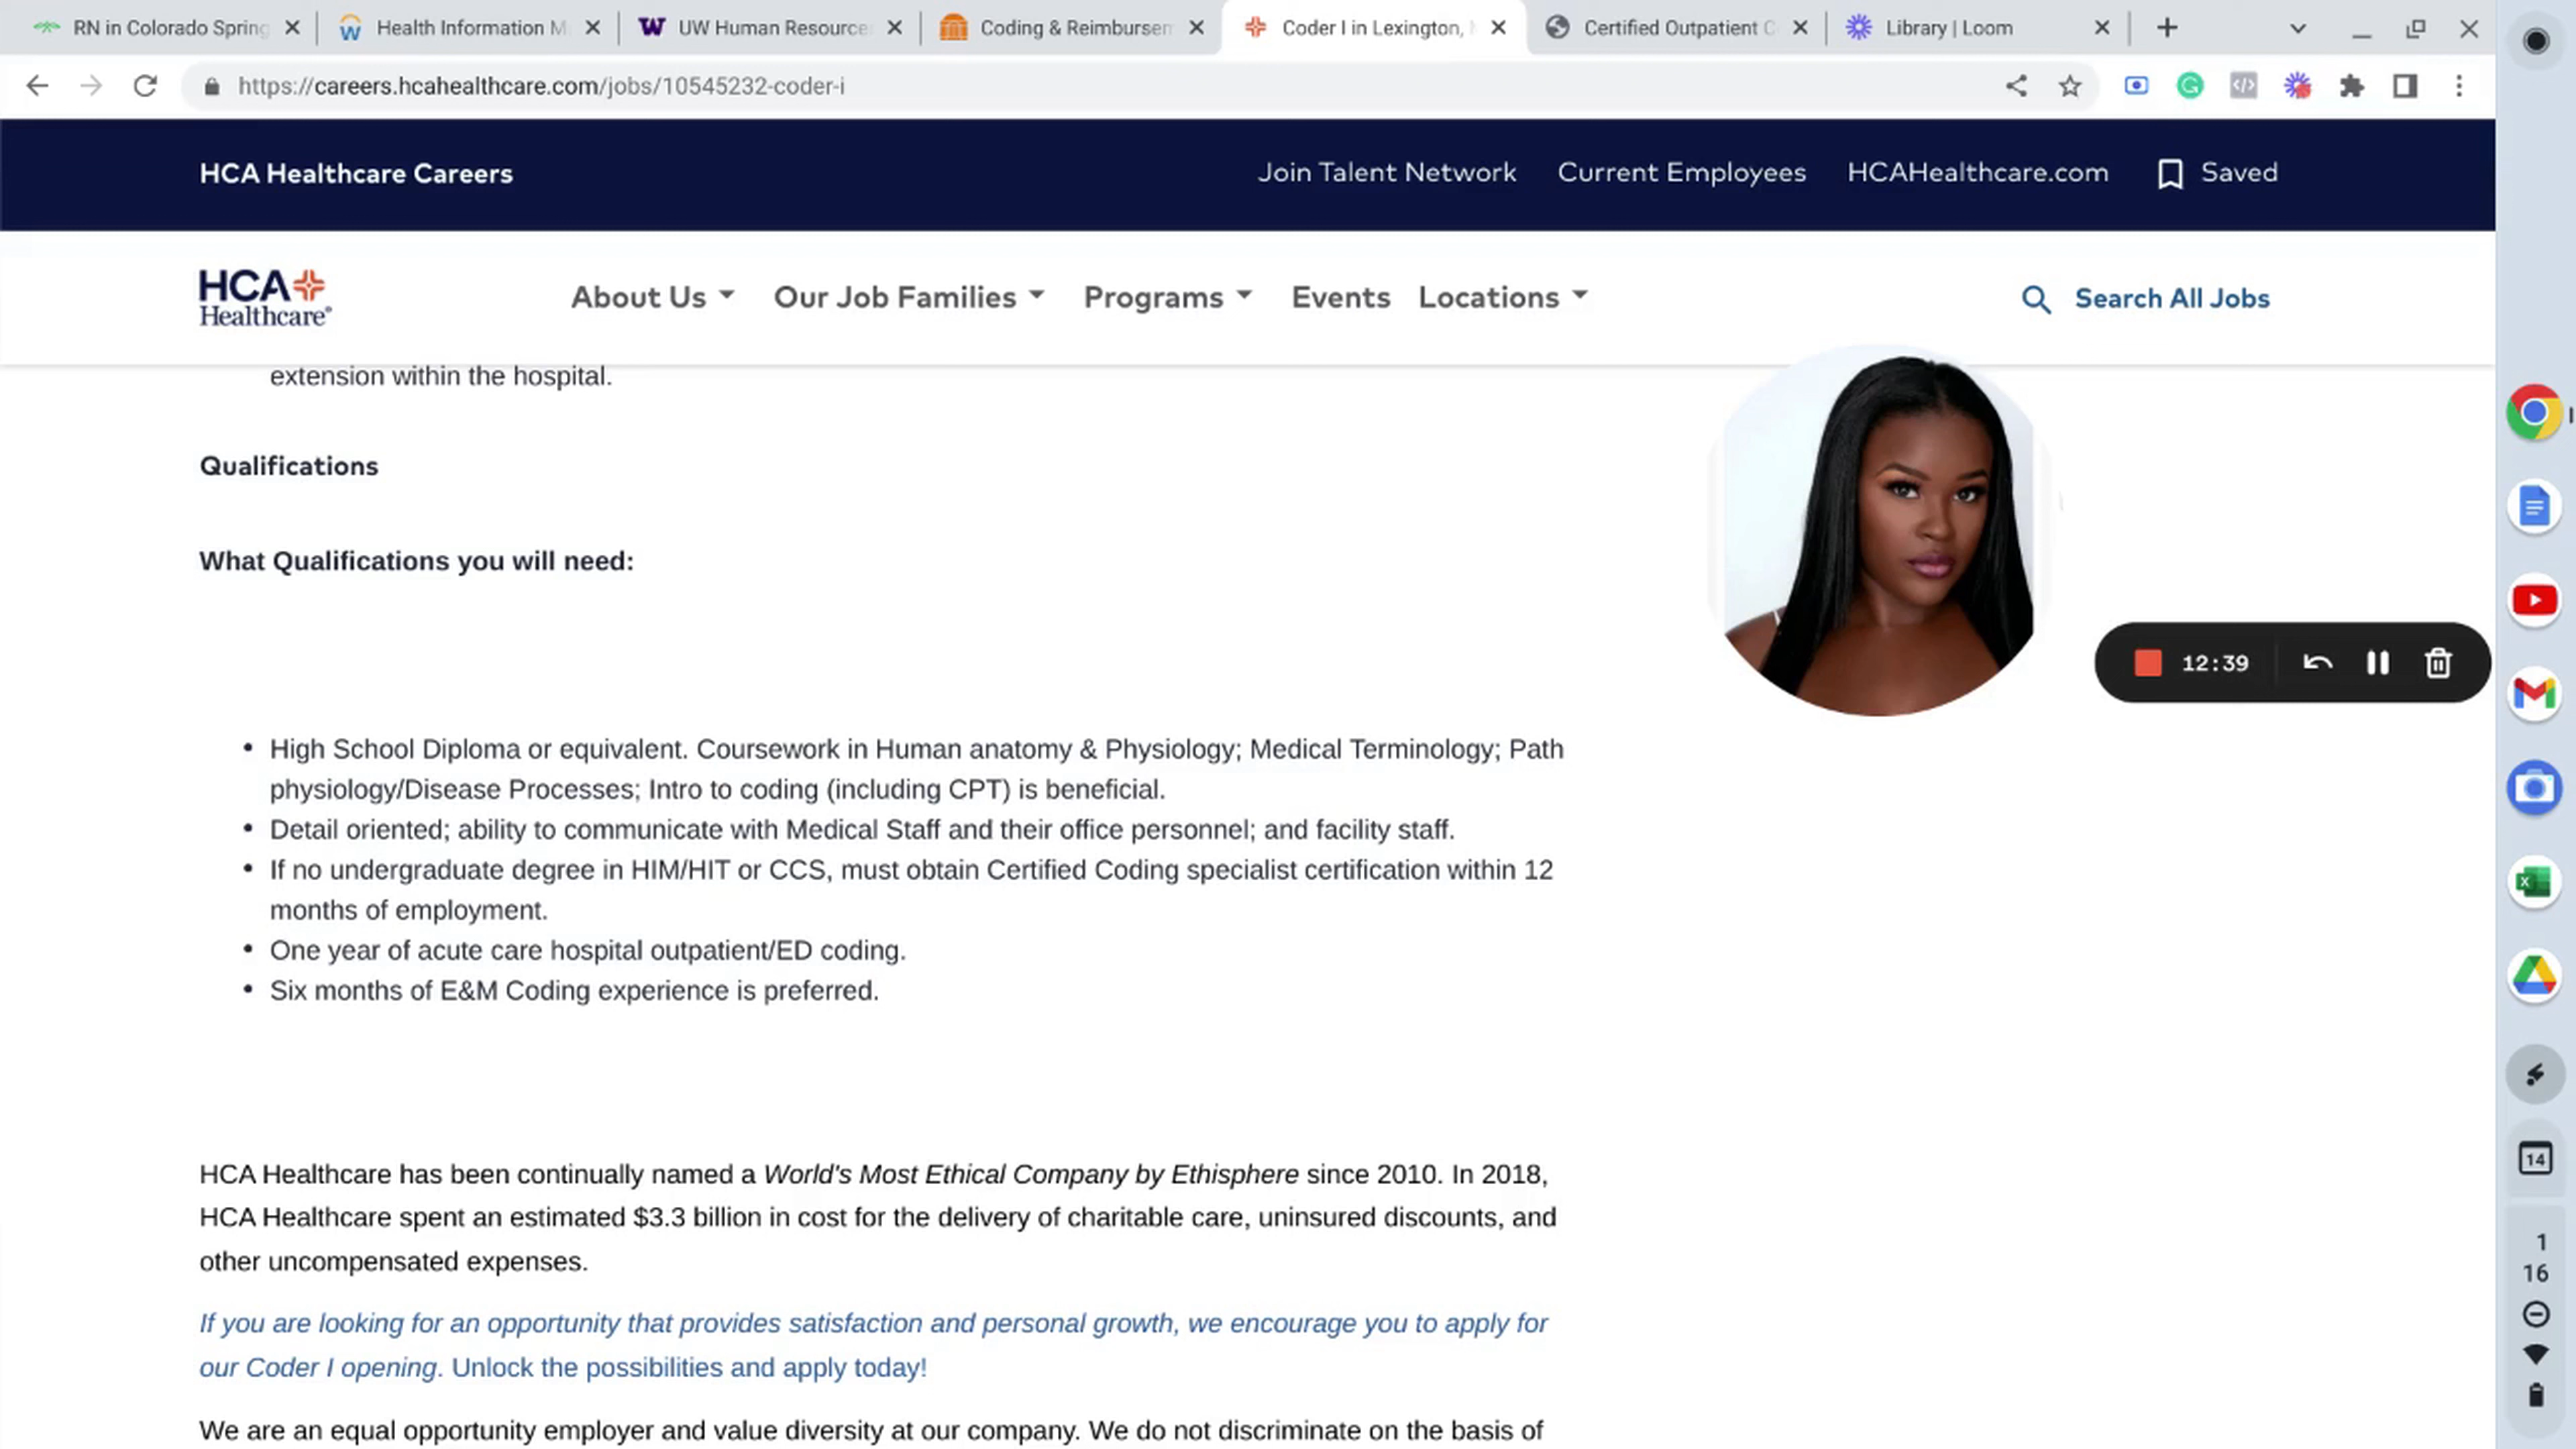 RN in Colorado Spring
Health Information M
UW Human Resource
Coding & Reimbursem
Coder I in Lexington,
Certified Outpatient C
Library | Loom
https://careers.hcahealthcare.com/jobs/10545232-coder-i
HCA Healthcare Careers
Join Talent Network
Current Employees
HCAHealthcare.com
Saved
HCA
Healthcare®
About Us
Our Job Families
Programs
Events
Locations
Search All Jobs
extension within the hospital.
Qualifications
What Qualifications you will need:
12:39
• High School Diploma or equivalent. Coursework in Human anatomy & Physiology; Medical Terminology; Path
physiology/Disease Processes; Intro to coding (including CPT) is beneficial.
• Detail oriented; ability to communicate with Medical Staff and their office personnel; and facility staff.
• If no undergraduate degree in HIM/HIT or CCS, must obtain Certified Coding specialist certification within 12
months of employment.
• One year of acute care hospital outpatient/ED coding.
• Six months of E&M Coding experience is preferred.
HCA Healthcare has been continually named a World's Most Ethical Company by Ethisphere since 2010. In 2018,
HCA Healthcare spent an estimated $3.3 billion in cost for the delivery of charitable care, uninsured discounts, and
other uncompensated expenses.
If you are looking for an opportunity that provides satisfaction and personal growth, we encourage you to apply for
our Coder I opening. Unlock the possibilities and apply today!
We are an equal opportunity employer and value diversity at our company. We do not discriminate on the basis of
14
1
16